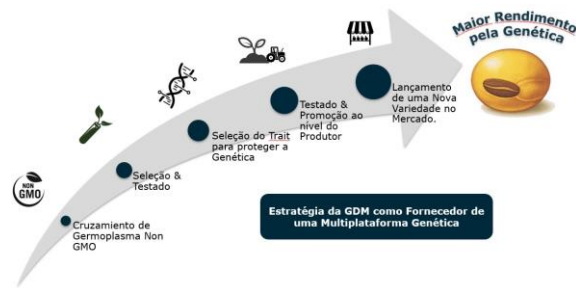 Maior Rendimento
pela Genética
Lançamento
de uma Nova
Variedade no
Mercado.
Testado &
Promoção ao
nível do
Produtor
Seleção do Trait
para proteger a
Genética
Seleção &
Testado
NON
GMO
Cruzamiento de
Germoplasma Non
GMO
Estratégia da GDM como Fornecedor de
uma Multiplataforma Genética